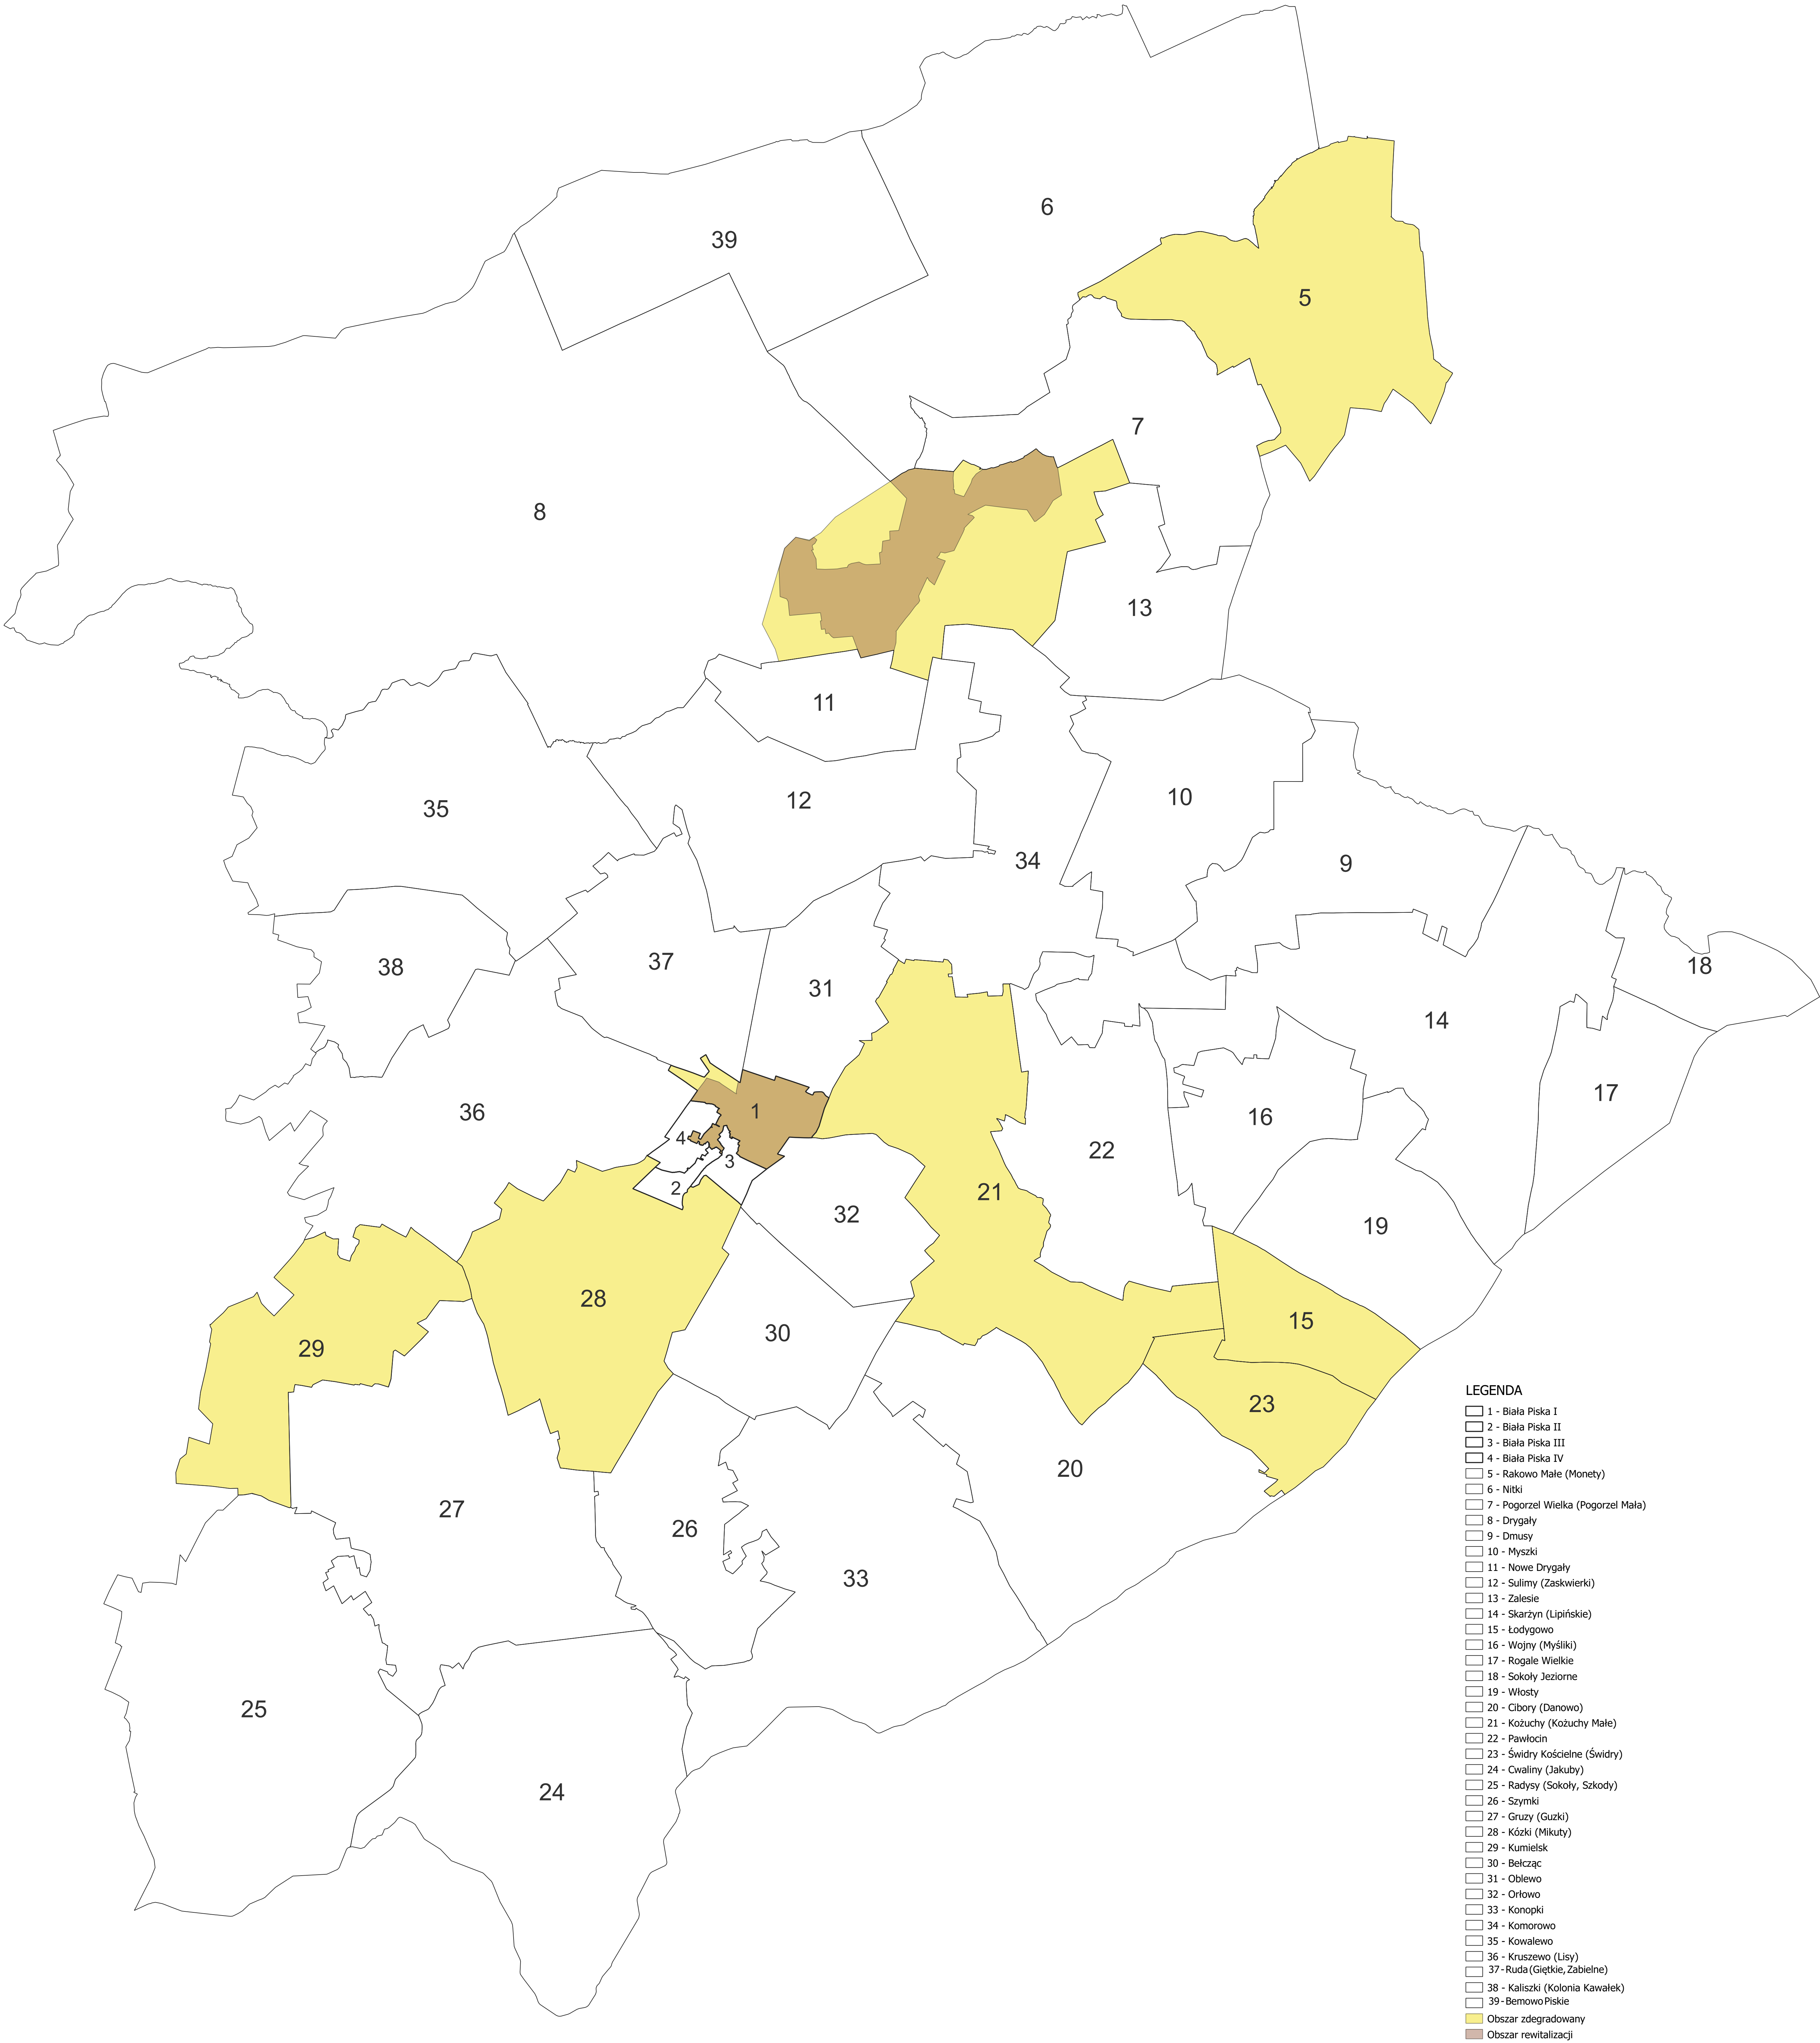 6
39
5
7
8
13
11
12
35
10
34
9
38
37
31
18
14
36
1
16
17
4
3
22
2
21
32
19
28
15
30
29
23
20
27
26
33
25
24
LEGENDA
1 - Biała Piska I
2 - Biała Piska II
3 - Biała Piska III
4 - Biała Piska IV
5 - Rakowo Małe (Monety)
6 - Nitki
7 - Pogorzel Wielka (Pogorzel Mała)
8 - Drygały
9 - Dmusy
10 - Myszki
11 - Nowe Drygały
12 - Sulimy (Zaskwierki)
13 - Zalesie
14 - Skarżyn (Lipińskie)
15 - Łodygowo
16 - Wojny (Myśliki)
17 - Rogale Wielkie
18 - Sokoły Jeziorne
19 - Włosty
20 - Cibory (Danowo)
21 - Kożuchy (Kożuchy Małe)
22 - Pawłocin
23 - Świdry Kościelne (Świdry)
24 - Cwaliny (Jakuby)
25 - Radysy (Sokoły, Szkody)
26 - Szymki
27 - Gruzy (Guzki)
28 - Kózki (Mikuty)
29 - Kumielsk
30 - Bełcząc
31 - Oblewo
32 - Orłowo
33 - Konopki
34 - Komorowo
35 - Kowalewo
36 - Kruszewo (Lisy)
37-Ruda (Giętkie, Zabielne)
38 - Kaliszki (Kolonia Kawałek)
39-Bemowo Piskie
Obszar zdegradowany
Obszar rewitalizacji